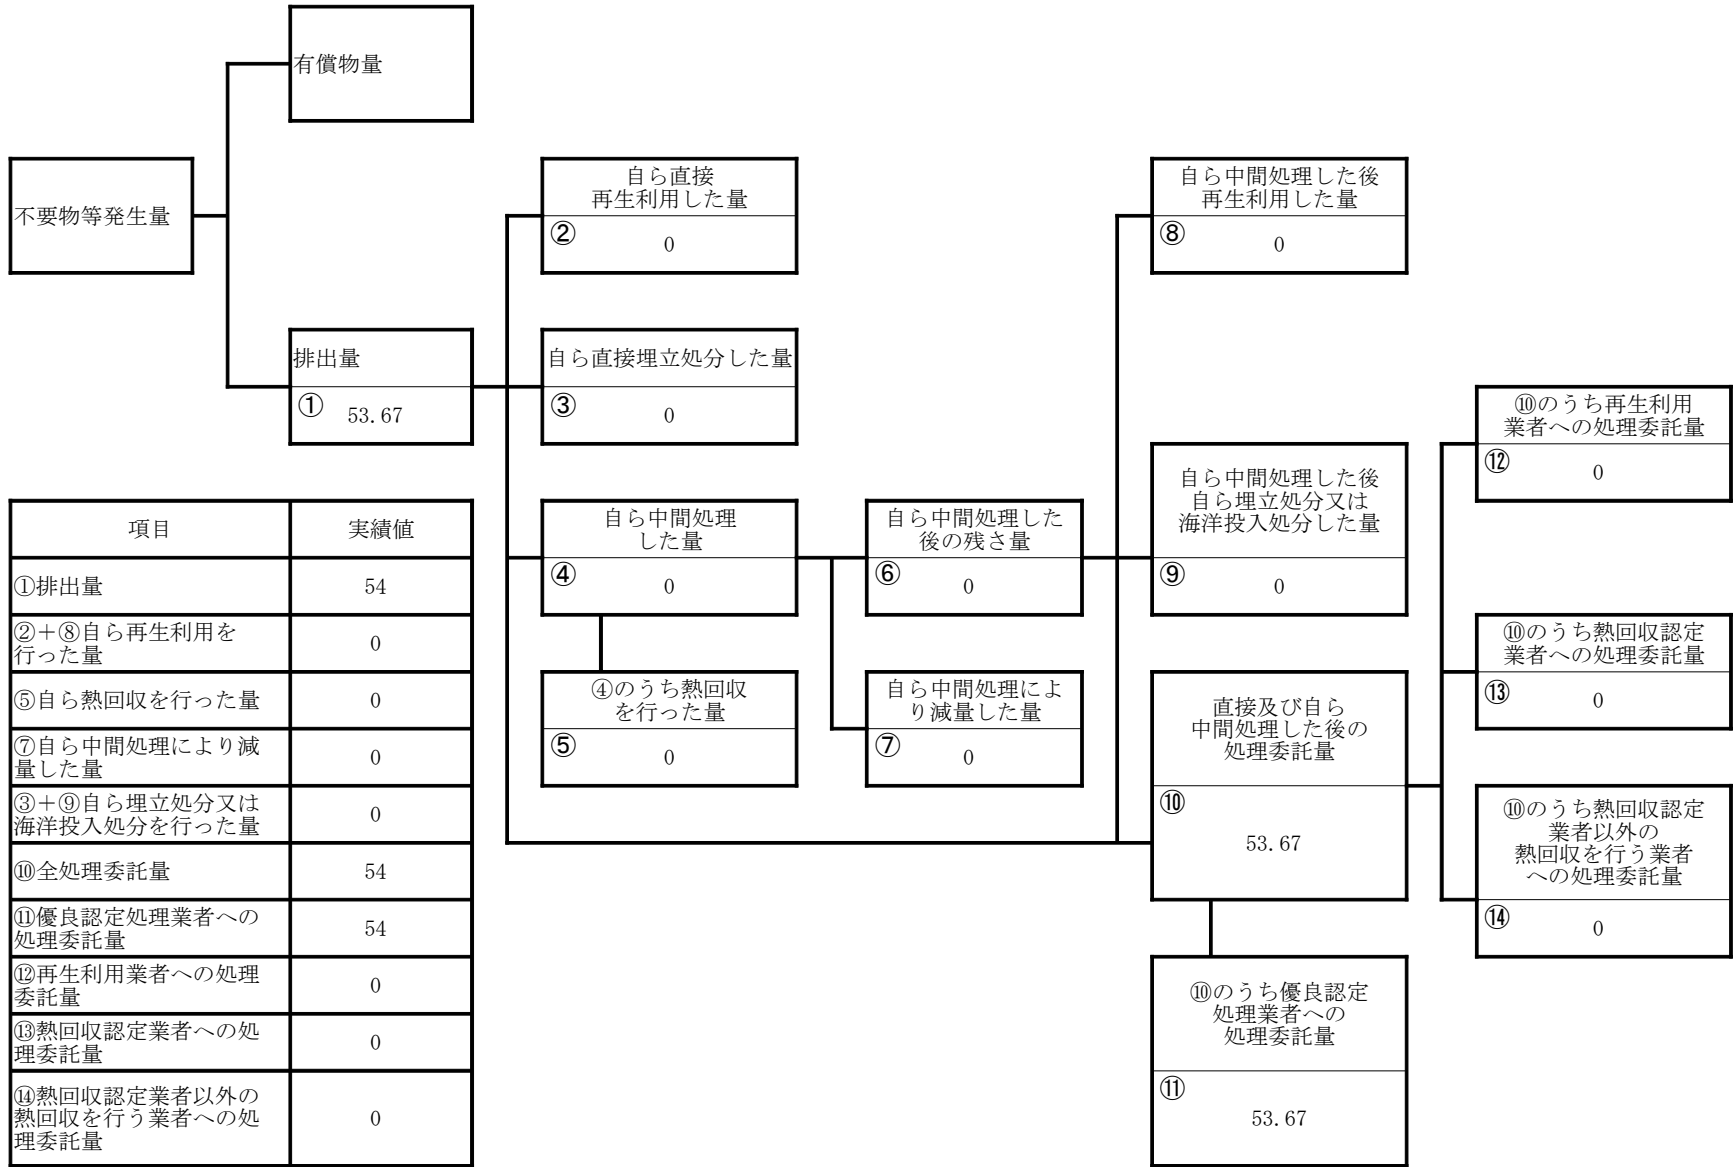 有償物量
不要物等発生量
自ら直接
再生利用した量
②
0
自ら中間処理した後
再生利用した量
⑧
0
排出量
①
53.67
自ら直接埋立処分した量
③
0
⑩のうち再生利用
業者への処理委託量
⑫
0
自ら中間処理
した量
④
0
自ら中間処理した
後の残さ量
⑥
0
自ら中間処理した後
自ら埋立処分又は
海洋投入処分した量
⑨
0
⑩のうち熱回収認定
業者への処理委託量
⑬
0
④のうち熱回収
を行った量
⑤
0
自ら中間処理によ
り減量した量
⑦
0
直接及び自ら
中間処理した後の
処理委託量
⑩
53.67
⑩のうち熱回収認定
業者以外の
熱回収を行う業者
への処理委託量
⑭
0
⑩のうち優良認定
処理業者への
処理委託量
⑪
53.67
項目 実績値
①排出量 54
②+⑧自ら再生利用を
行った量 0
⑤自ら熱回収を行った量 0
⑦自ら中間処理により減
量した量 0
③+⑨自ら埋立処分又は
海洋投入処分を行った量 0
⑩全処理委託量 54
⑪優良認定処理業者への
処理委託量 54
⑫再生利用業者への処理
委託量 0
⑬熱回収認定業者への処
理委託量 0
⑭熱回収認定業者以外の
熱回収を行う業者への処
理委託量 0